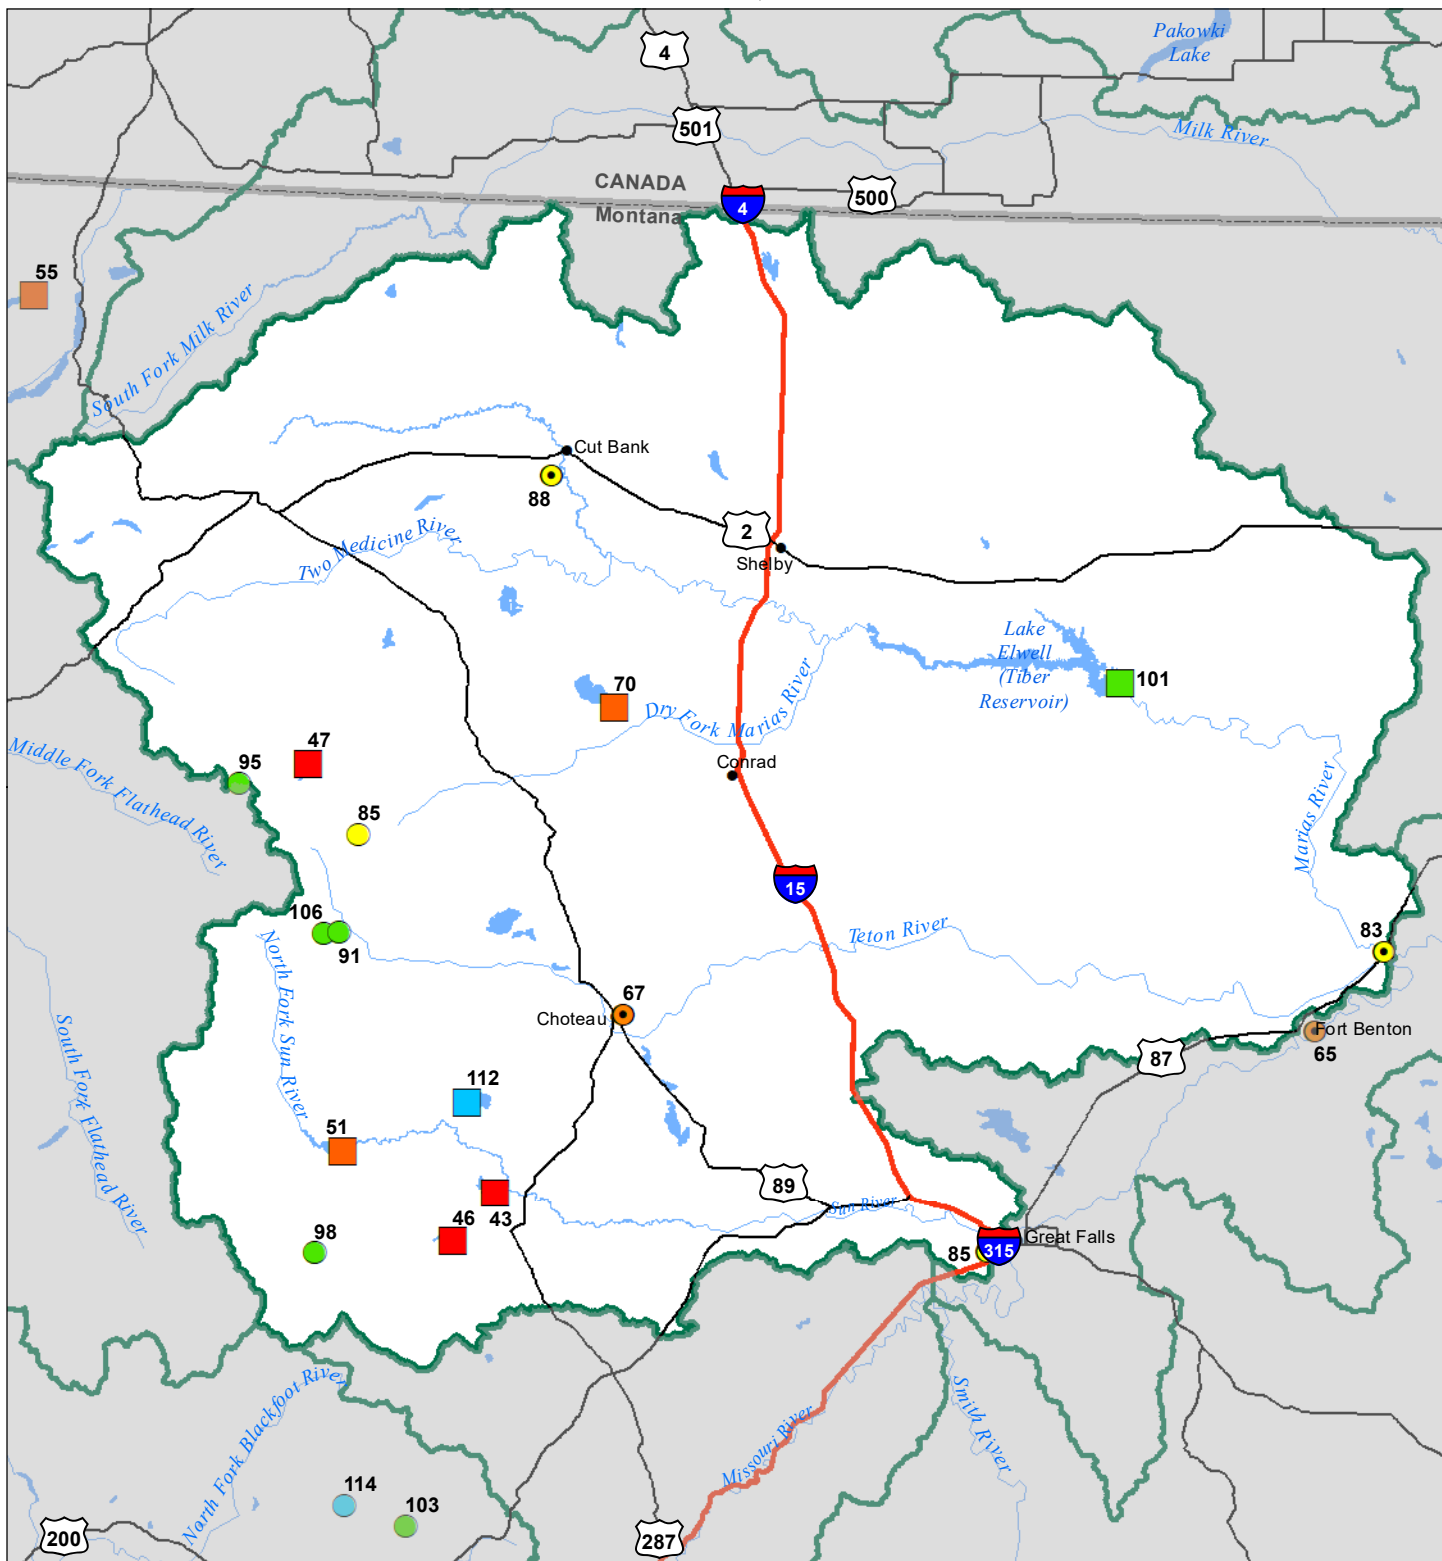 Pakowki
Lake
4
501
Milk River
CANADA
500
4
Montana
55
South Fork Milk River
Cut Bank
88
2
Two Medicine River
Shelby
Lake
Elwell
(Tiber
Reservoir)
101
70
Dry Fork Marias River
47
Middle Fork Flathead River
95
Conrad
85
Marias River
15
106
91
North Fork Sun River
Teton River
83
67
Choteau
Fort Benton
65
87
South Fork Flathead River
112
51
89
43
46
Sun River
98
85
315
Great Falls
North Fork Blackfoot River
Missouri River
Smith River
114
103
200
287